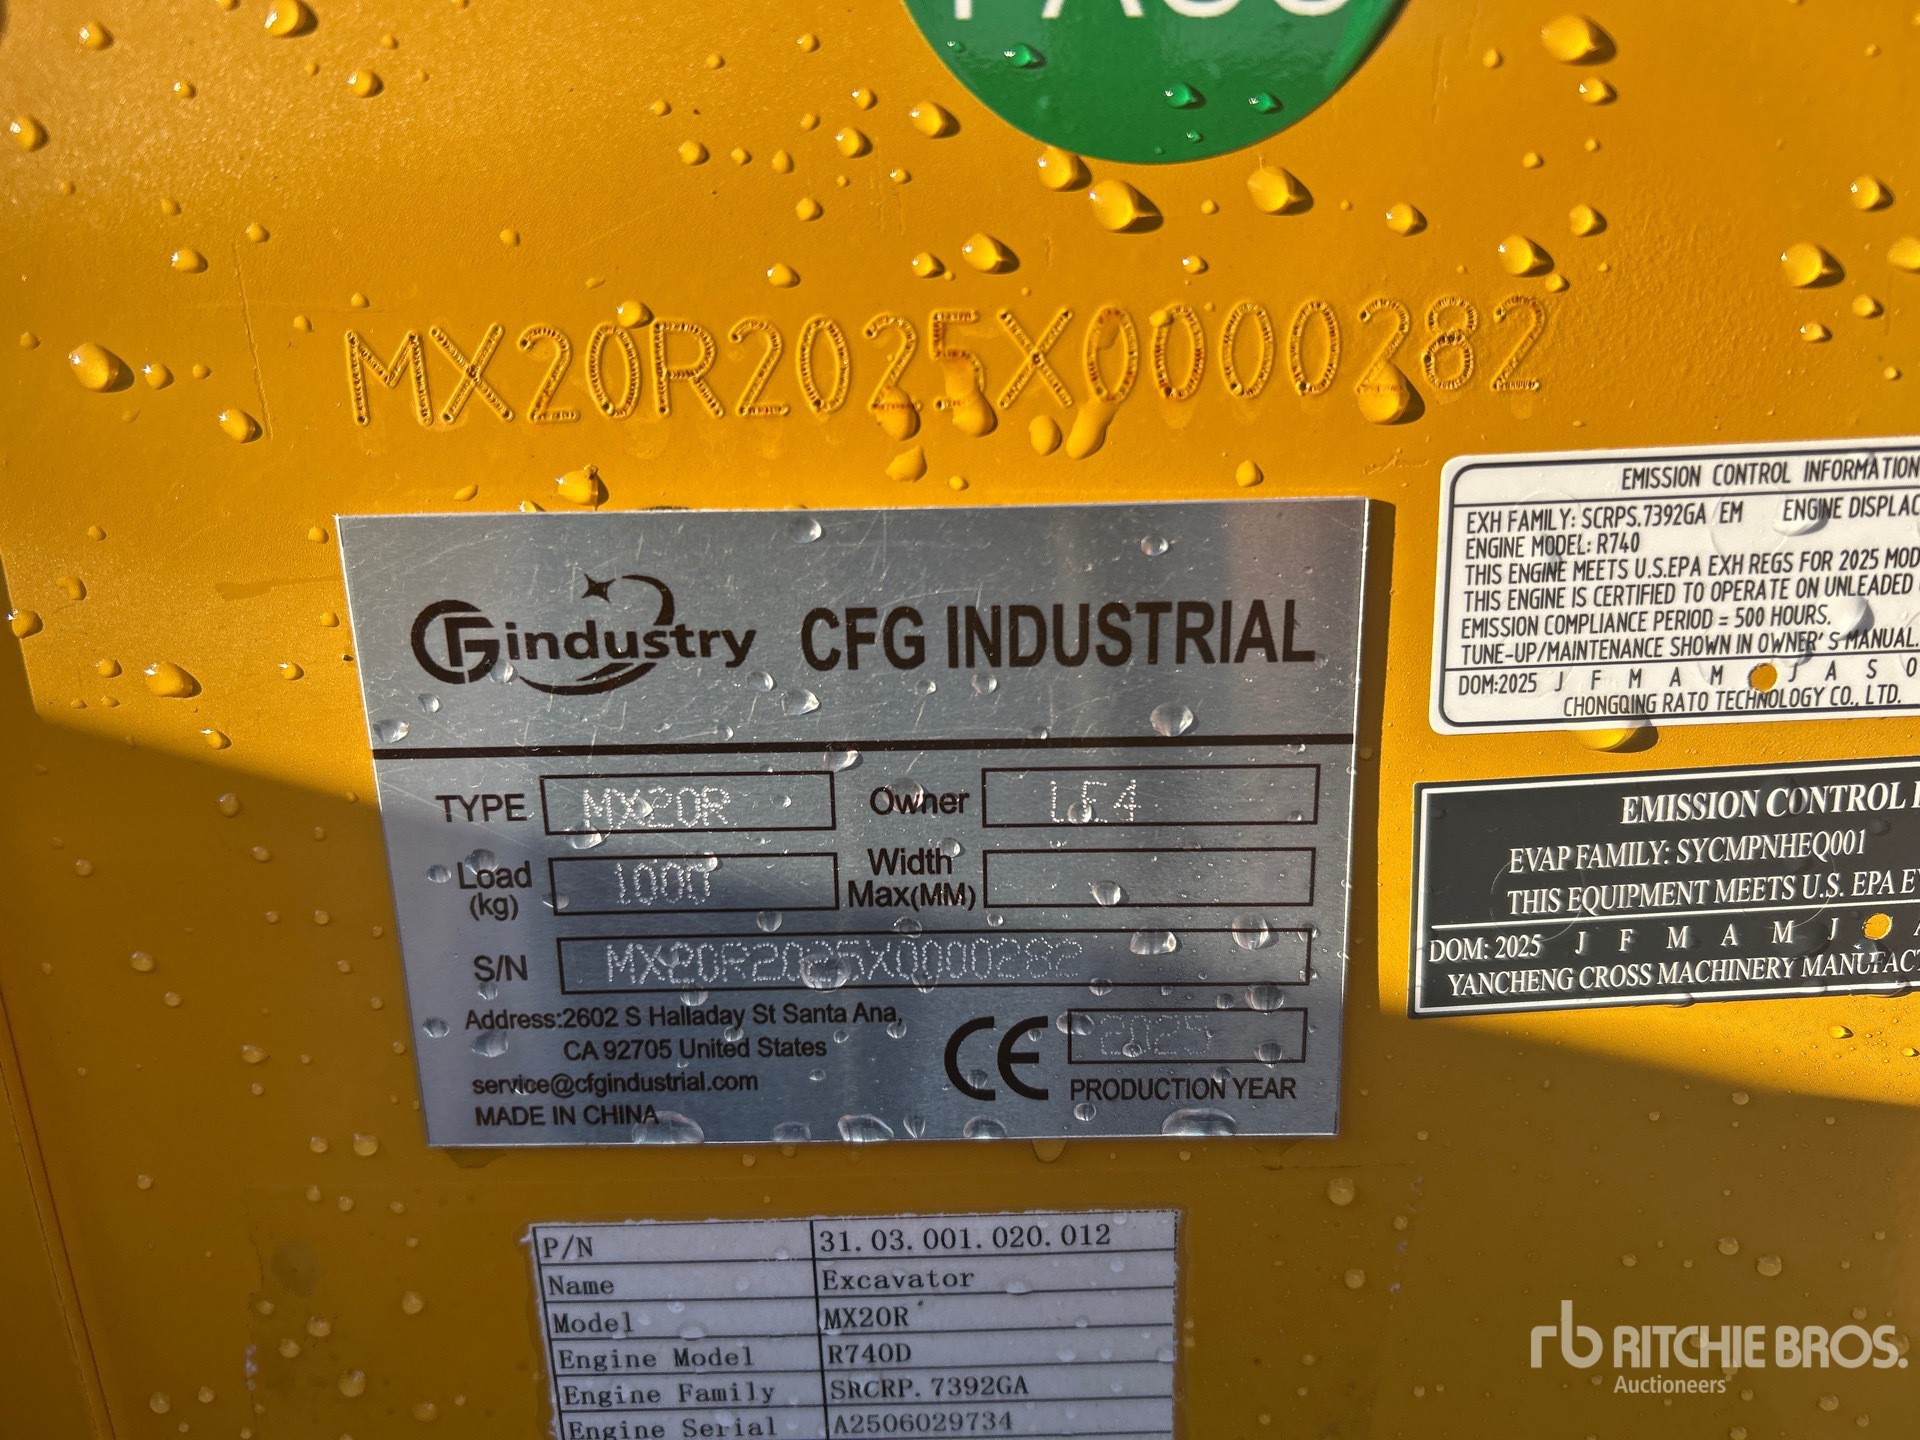 PASS
MX20R2025X0000282
EMISSION CONTROL INFORMATION
EXH FAMILY: SCRPS.7392GA EM ENGINE DISPLAC
ENGINE MODEL: R740
THIS ENGINE MEETS U.S.EPA EXH REGS FOR 2025 MOD
THIS ENGINE IS CERTIFIED TO OPERATE ON UNLEADED
EMISSION COMPLIANCE PERIOD = 500 HOURS.
TUNE-UP/MAINTENANCE SHOWN IN OWNER'S MANUAL.
DOM:2025 J F M A M J A S O
CHONGQING RATO TECHNOLOGY CO., LTD.
CFG industry CFG INDUSTRIAL
TYPE MX20R Owner LE4
Load (kg) 1000 Width Max(MM)
S/N MX20R2025X0000282
Address:2602 S Halladay St Santa Ana,
CA 92705 United States
service@cfgindustrial.com
MADE IN CHINA
CE 2025
PRODUCTION YEAR
EMISSION CONTROL
EVAP FAMILY: SYCMPNHEQ001
THIS EQUIPMENT MEETS U.S. EPA
DOM: 2025 J F M A M J
YANCHENG CROSS MACHINERY MANUFACT
P/N 31.03.001.020.012
Name Excavator
Model MX20R
Engine Model R740D
Engine Family SRCRP.7392GA
Engine Serial A2506029734
rb RITCHIE BROS.
Auctioneers